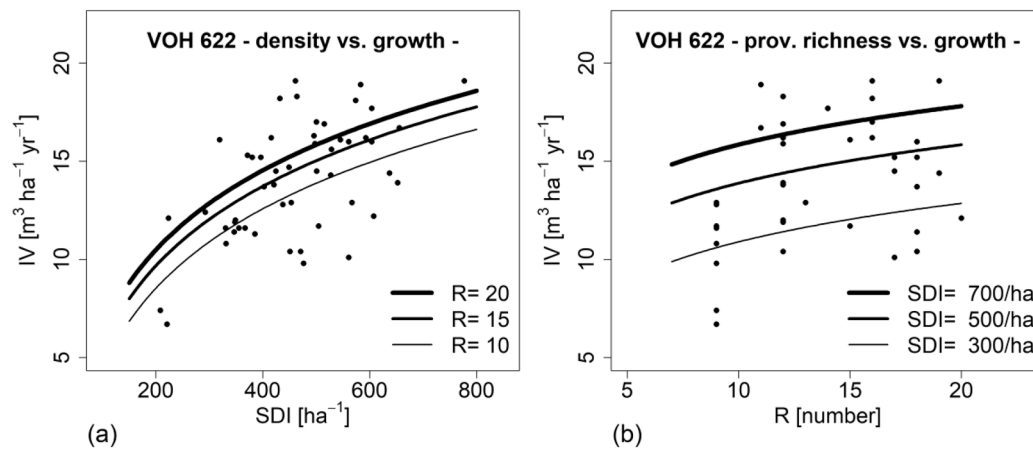 VOH 622 - density vs. growth -
IV [m³ ha⁻¹ yr⁻¹]
20
15
10
5
R= 20
R= 15
R= 10
200 400 600 800
SDI [ha⁻¹]
(a)
VOH 622 - prov. richness vs. growth -
IV [m³ ha⁻¹ yr⁻¹]
20
15
10
5
SDI= 700/ha
SDI= 500/ha
SDI= 300/ha
5 10 15 20
R [number]
(b)